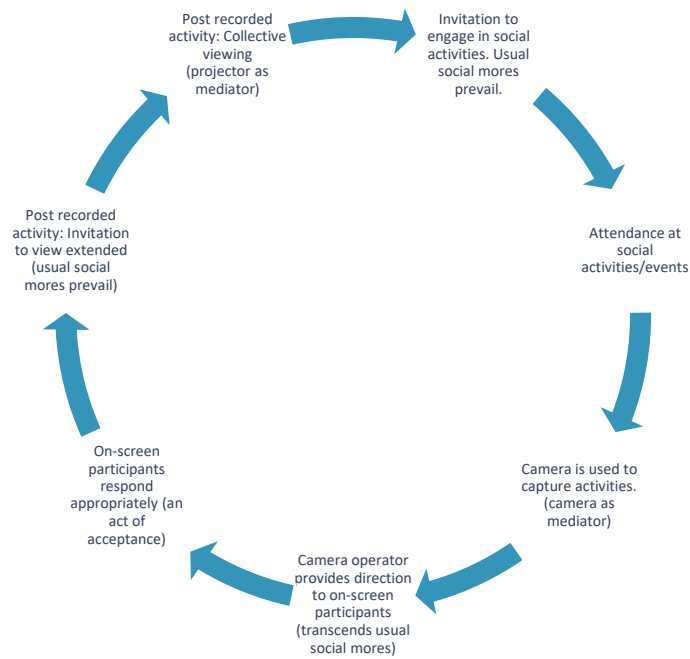 Post recorded
activity: Collective
viewing
(projector as
mediator)
Invitation to
engage in social
activities. Usual
social mores
prevail.
Attendance at
social
activities/events
Camera is used to
capture activities.
(camera as
mediator)
Camera operator
provides direction
to on-screen
participants
(transcends usual
social mores)
On-screen
participants
respond
appropriately (an
act of
acceptance)
Post recorded
activity: Invitation
to view extended
(usual social
mores prevail)